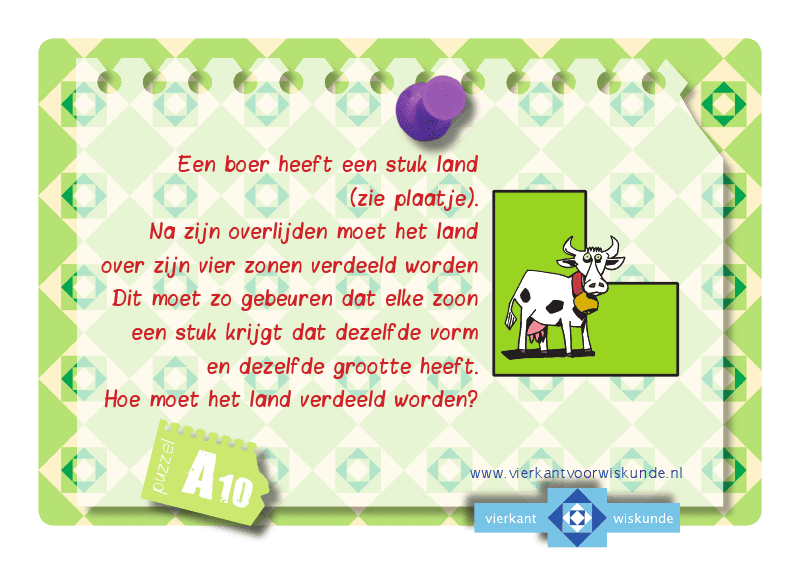 Een boer heeft een stuk land
(zie plaatje).
Na zijn overlijden moet het land
over zijn vier zonen verdeeld worden
Dit moet zo gebeuren dat elke zoon
een stuk krijgt dat dezelfde vorm
en dezelfde grootte heeft.
Hoe moet het land verdeeld worden?
puzzel
A10
www.vierkantvoorwiskunde.nl
vierkant wiskunde